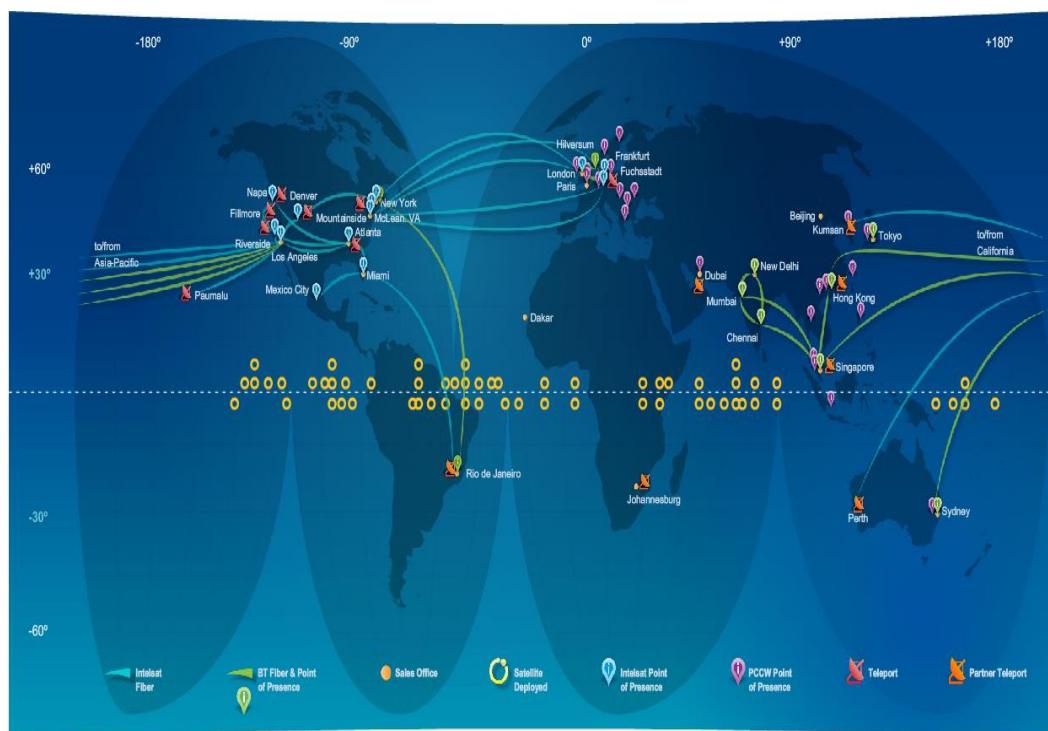 -180º -90º 0º +90º +180º
+60º
+30º
-30º
-60º
Hilversum
Frankfurt
London
Fuchsstadt
Paris
Napa
Denver
New York
Fillmore
Mountainside
McLean, VA
Beijing
Kumsan
Tokyo
to/from
California
to/from
Asia-Pacific
Riverside
Atlanta
Los Angeles
Miami
Mexico City
Paumalu
Dubai
New Delhi
Mumbai
Hong Kong
Dakar
Chennai
Singapore
Rio de Janeiro
Johannesburg
Perth
Sydney
Intelsat
Fiber
BT Fiber & Point
of Presence
Sales Office
Satellite
Deployed
Intelsat Point
of Presence
PCCW Point
of Presence
Teleport
Partner Teleport